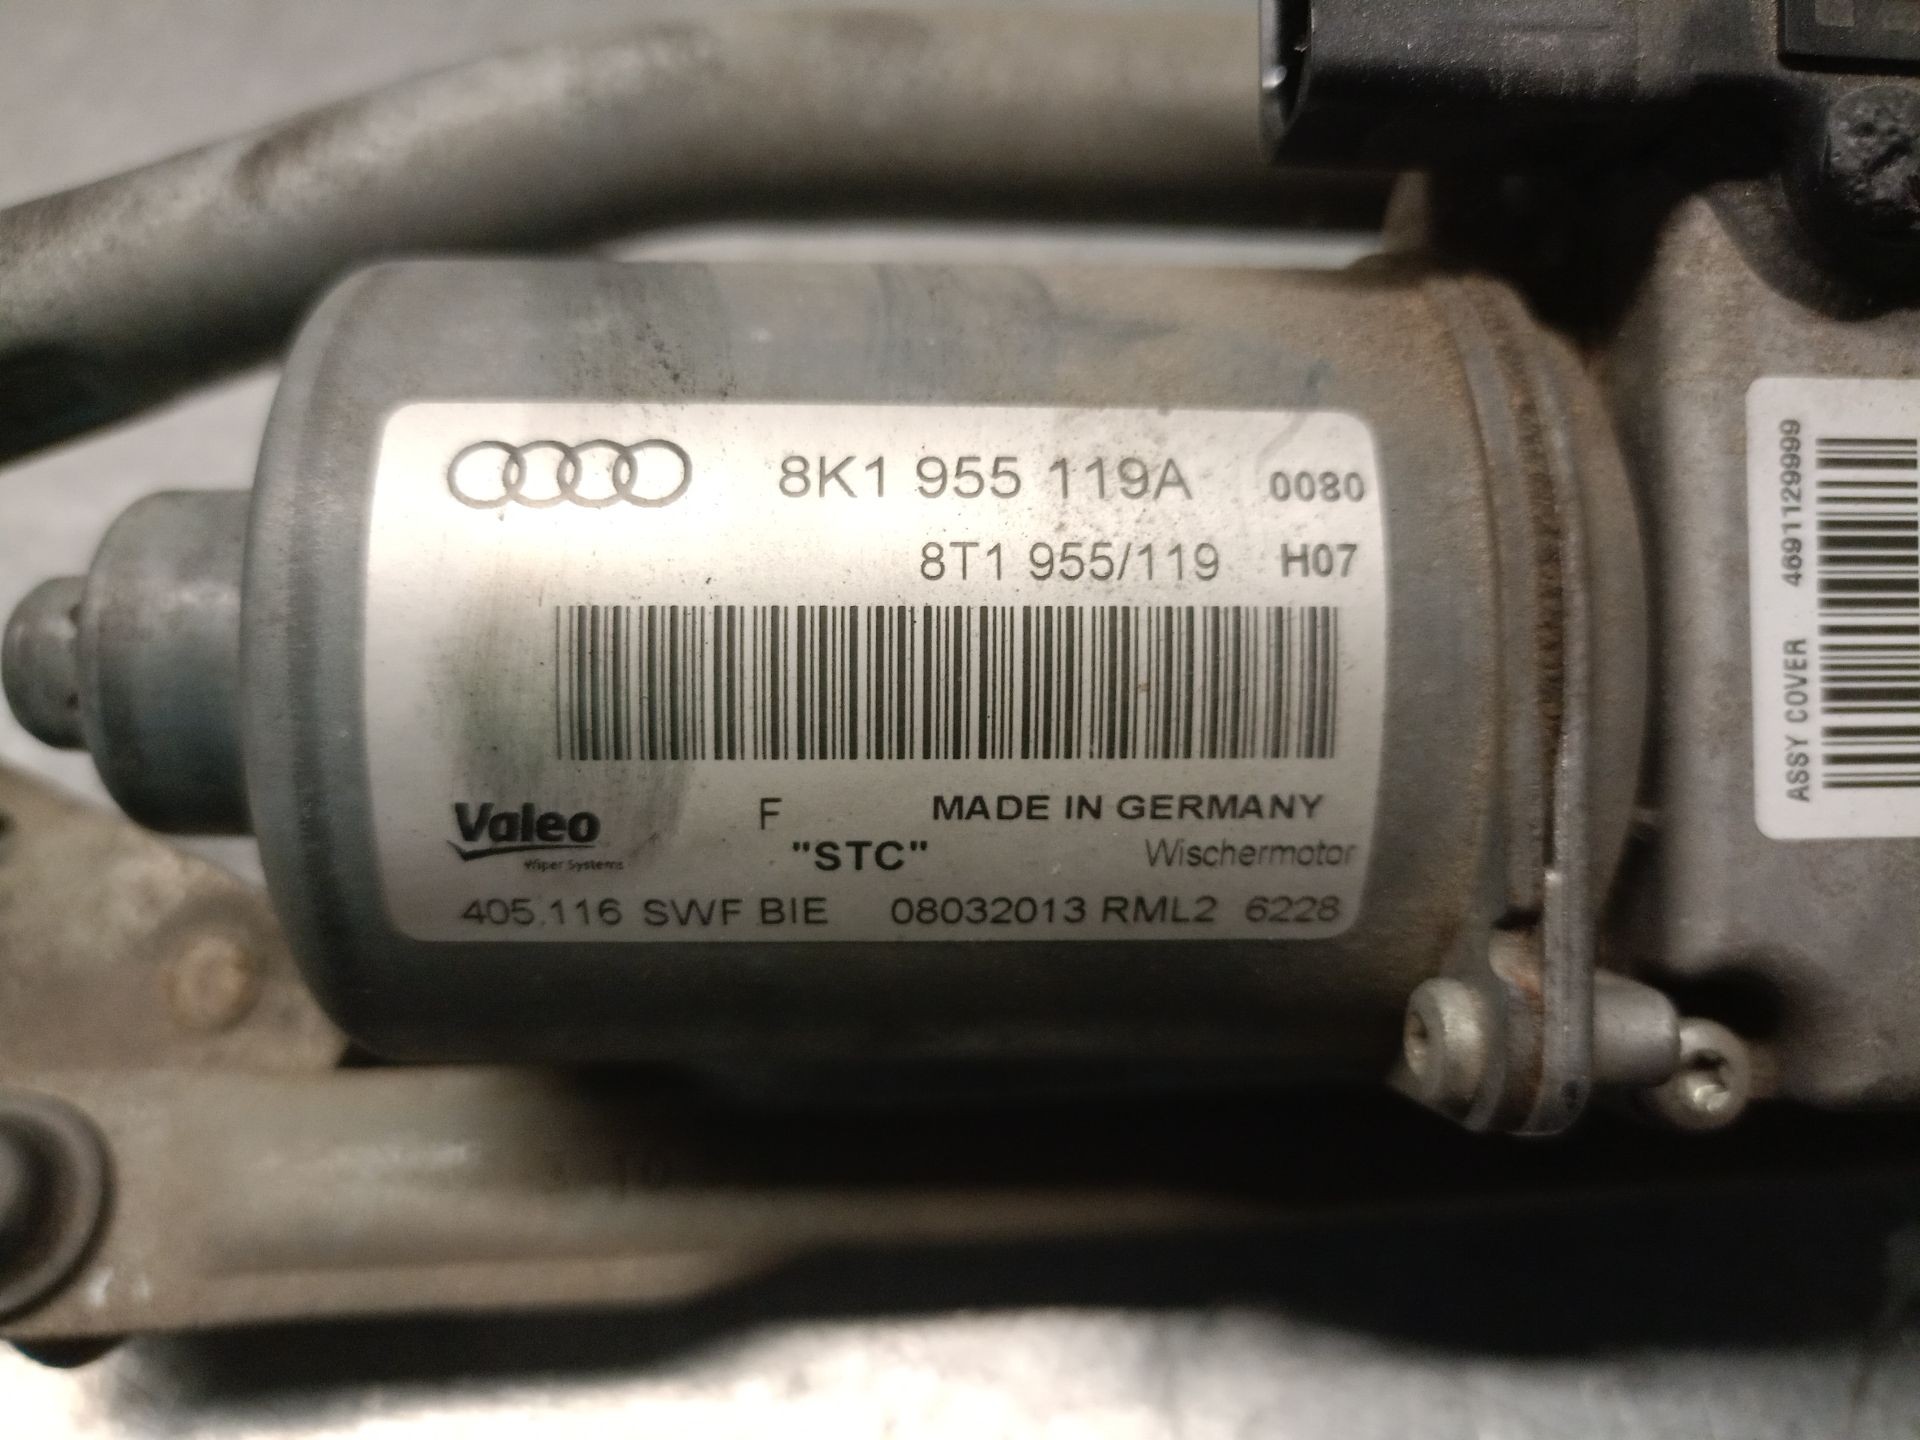 8K1 955 119A 0080
8T1 955/119 H07
Valeo
Wiper Systems
F
MADE IN GERMANY
"STC"
Wischermotor
405.116 SWF BIE 08032013 RML2 6228
ASSY COVER 46911129999